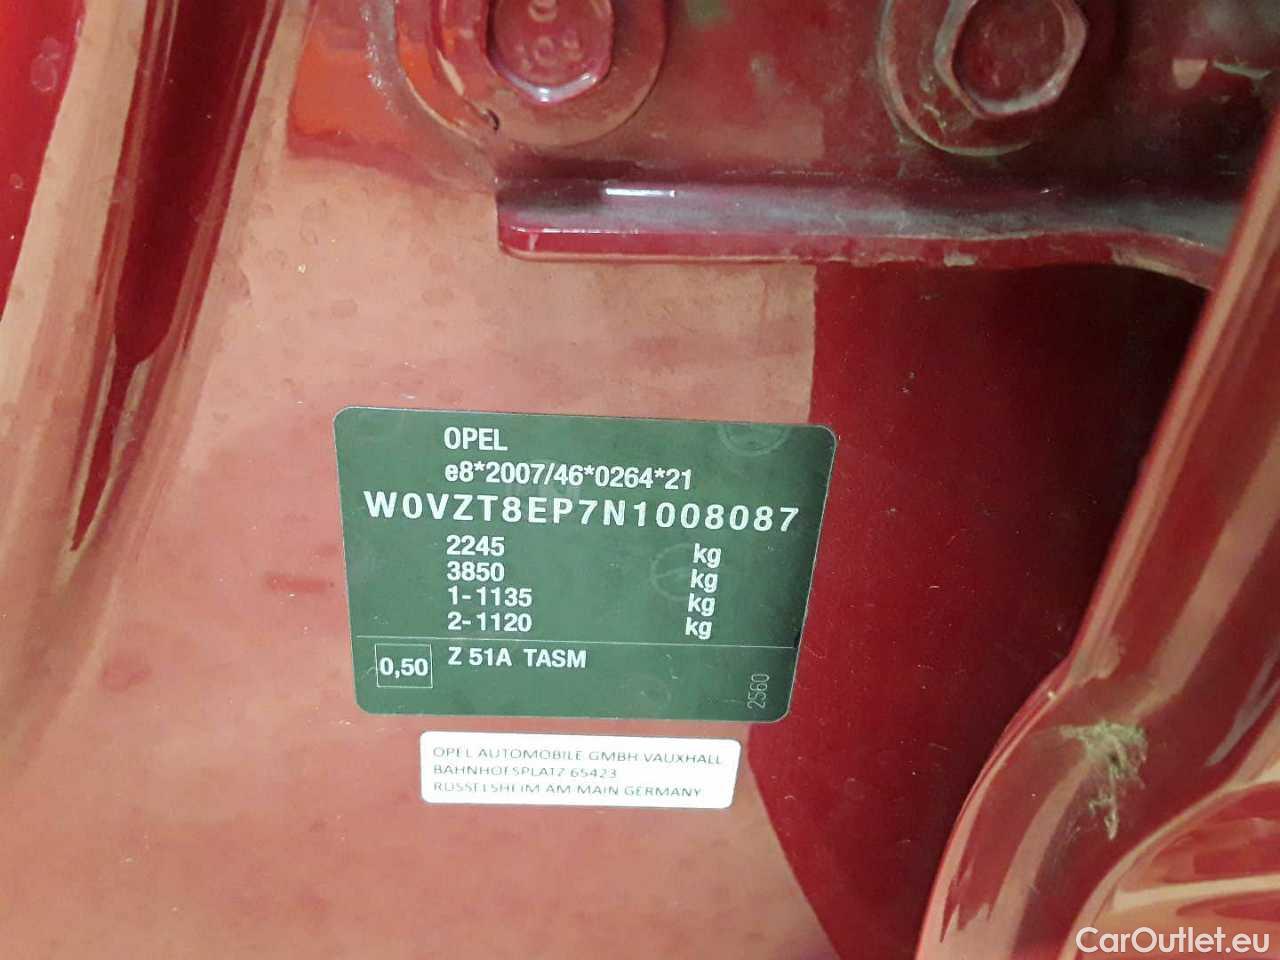 OPEL
e8*2007/46*0264*21
W0VZT8EP7N1008087
2245 kg
3850 kg
1-1135 kg
2-1120 kg
0,50 Z 51A TASM
2560
OPEL AUTOMOBILE GMBH VAUXHALL
BAHNHOFSPLATZ 65423
RÜSSELSHEIM AM MAIN GERMANY
CarOutlet.eu